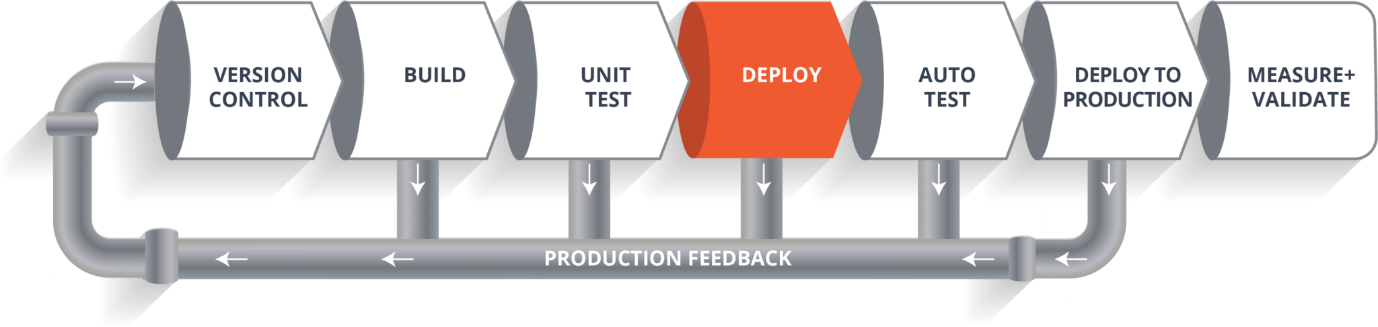 VERSION
CONTROL
BUILD
UNIT
TEST
DEPLOY
AUTO
TEST
DEPLOY TO
PRODUCTION
MEASURE+
VALIDATE
PRODUCTION FEEDBACK